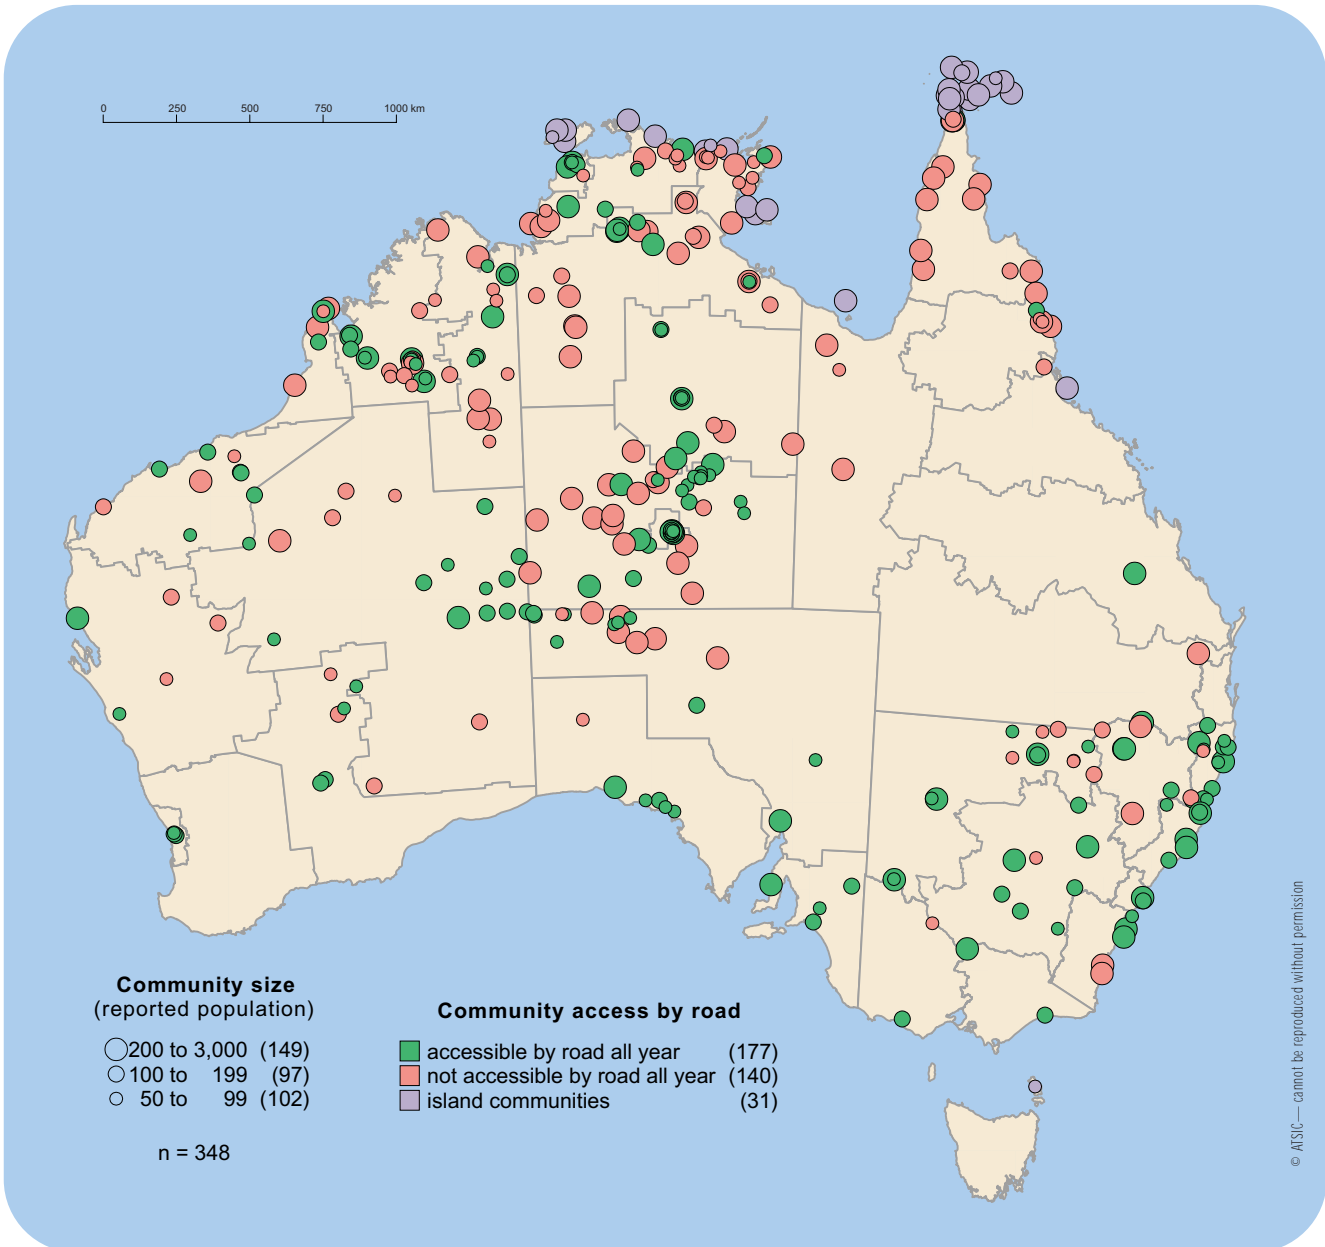 0 250 500 750 1000 km
Community size
(reported population)
200 to 3,000 (149)
100 to 199 (97)
50 to 99 (102)
n = 348
Community access by road
accessible by road all year (177)
not accessible by road all year (140)
island communities (31)
© ATSIC — cannot be reproduced without permission